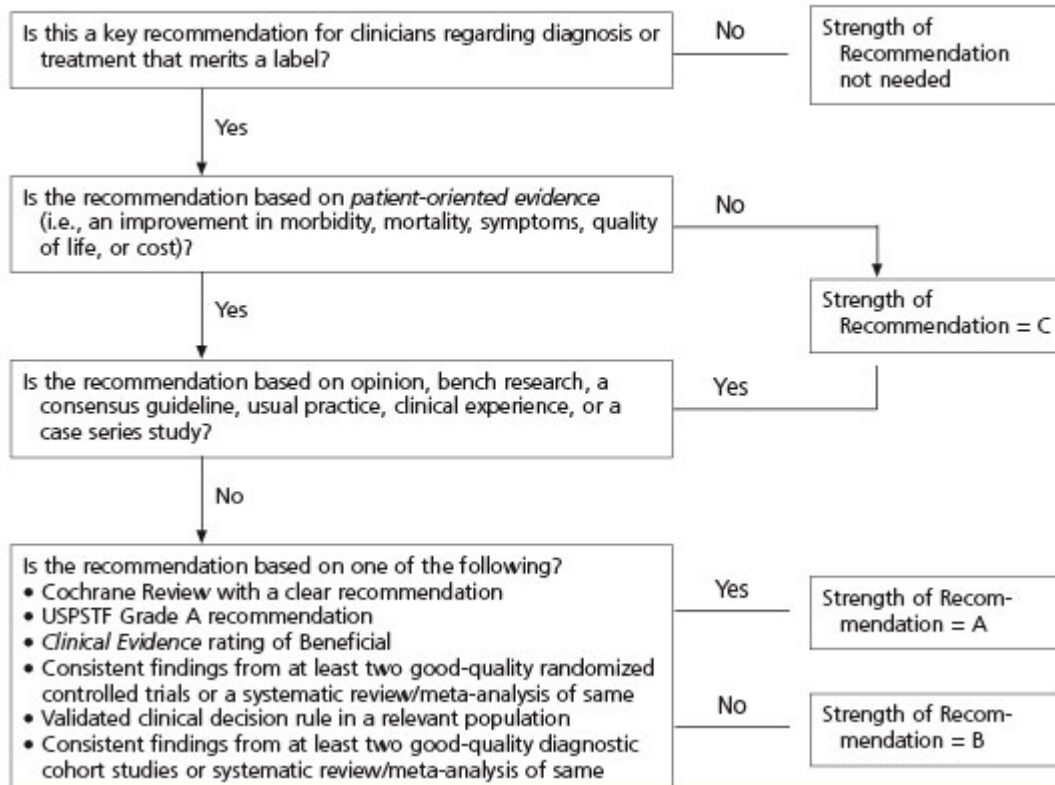 Is this a key recommendation for clinicians regarding diagnosis or
treatment that merits a label?
No
Strength of
Recommendation
not needed
Yes
Is the recommendation based on patient-oriented evidence
(i.e., an improvement in morbidity, mortality, symptoms, quality
of life, or cost)?
No
Strength of
Recommendation = C
Yes
Is the recommendation based on opinion, bench research, a
consensus guideline, usual practice, clinical experience, or a
case series study?
Yes
No
Is the recommendation based on one of the following?
• Cochrane Review with a clear recommendation
• USPSTF Grade A recommendation
• Clinical Evidence rating of Beneficial
• Consistent findings from at least two good-quality randomized
controlled trials or a systematic review/meta-analysis of same
• Validated clinical decision rule in a relevant population
• Consistent findings from at least two good-quality diagnostic
cohort studies or systematic review/meta-analysis of same
Yes
Strength of Recom-
mendation = A
No
Strength of Recom-
mendation = B